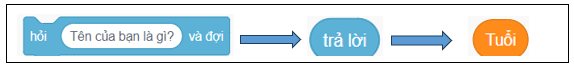 hỏi Tên của bạn là gì? và đợi trả lời Tuổi